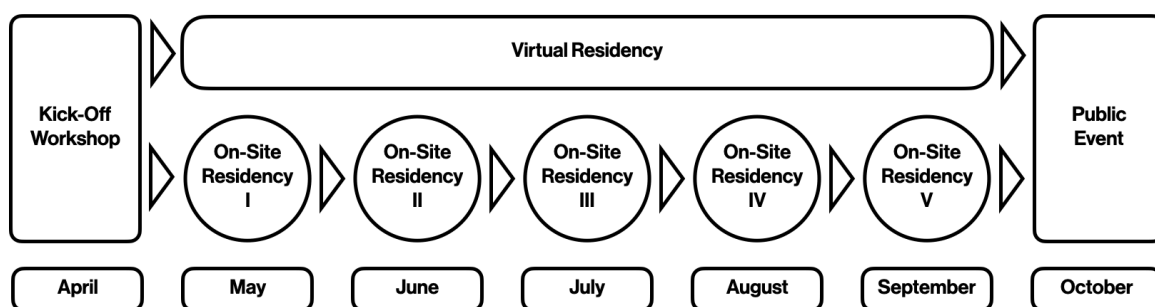 Virtual Residency
Kick-Off
Workshop
On-Site
Residency
I
On-Site
Residency
II
On-Site
Residency
III
On-Site
Residency
IV
On-Site
Residency
V
Public
Event
April
May
June
July
August
September
October